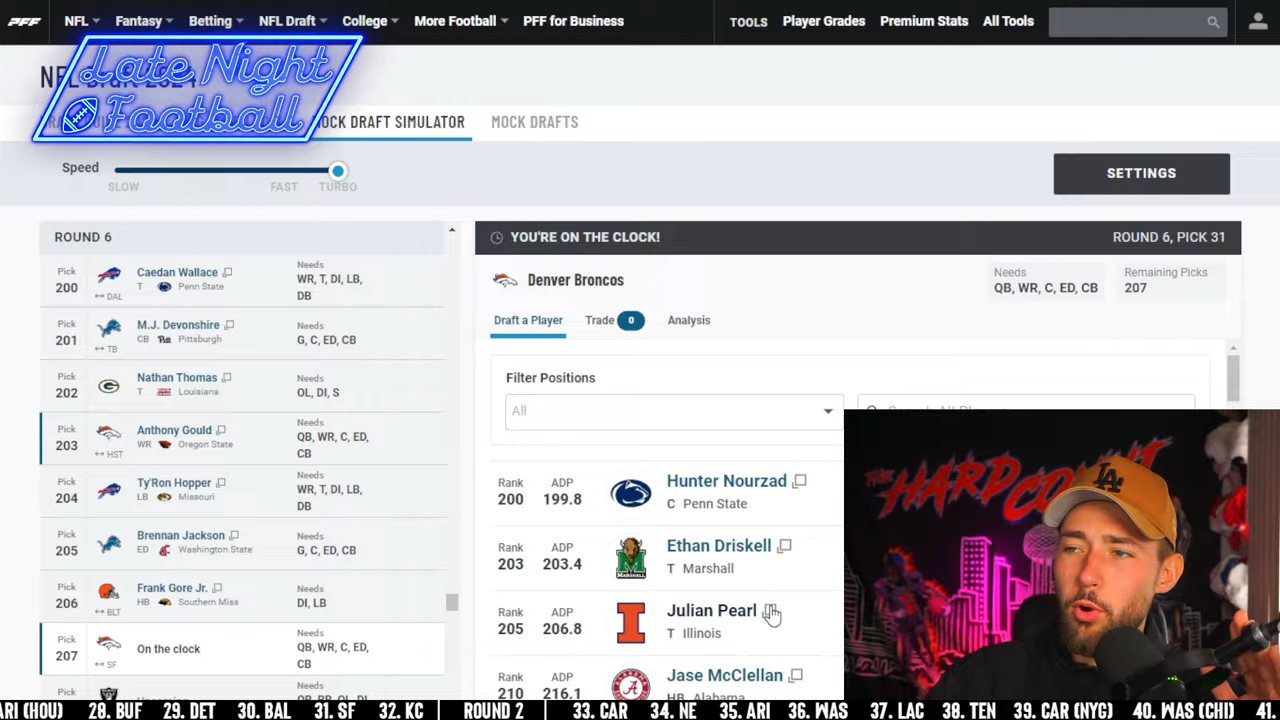 PFF NFL Fantasy Betting NFL Draft College More Football PFF for Business TOOLS Player Grades Premium Stats All Tools
Late Night
Football
MOCK DRAFT SIMULATOR MOCK DRAFTS
Speed
SLOW FAST TURBO
SETTINGS
ROUND 6
Pick 200 DAL Caedan Wallace T Penn State Needs WR, T, DI, LB, DB
Pick 201 TB M.J. Devonshire CB Pittsburgh Needs G, C, ED, CB
Pick 202 Nathan Thomas T Louisiana Needs OL, DI, S
Pick 203 HST Anthony Gould WR Oregon State Needs QB, WR, C, ED, CB
Pick 204 Ty'Ron Hopper LB Missouri Needs WR, T, DI, LB, DB
Pick 205 Brennan Jackson ED Washington State Needs G, C, ED, CB
Pick 206 BLT Frank Gore Jr. HB Southern Miss Needs DI, LB
Pick 207 SF On the clock Needs QB, WR, C, ED, CB
YOU'RE ON THE CLOCK! ROUND 6, PICK 31
Denver Broncos Needs QB, WR, C, ED, CB Remaining Picks 207
Draft a Player Trade 0 Analysis
Filter Positions
All
Rank 200 ADP 199.8 Hunter Nourzad C Penn State
Rank 203 ADP 203.4 MARSHALL Ethan Driskell T Marshall
Rank 205 ADP 206.8 Julian Pearl T Illinois
Rank 210 ADP 216.1 Jase McClellan HB Alabama
THE HARD COUNT
LA
ARI (HOU) 28. BUF 29. DET 30. BAL 31. SF 32. KC ROUND 2 33. CAR 34. NE 35. ARI 36. WAS 37. LAC 38. TEN 39. CAR (NYG) 40. WAS (CHI) 41.